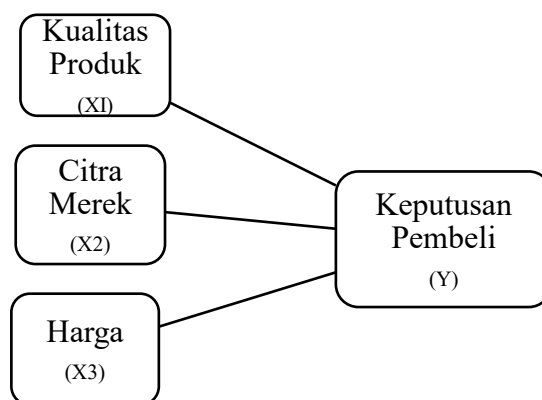 Kualitas
Produk
(XI)
Citra
Merek
(X2)
Keputusan
Pembeli
(Y)
Harga
(X3)